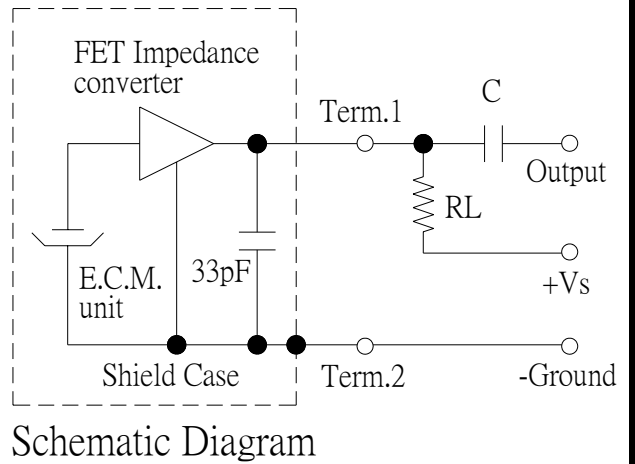 FET Impedance
converter
Term.1
C
Output
RL
+Vs
E.C.M.
unit
33pF
Shield Case
Term.2
-Ground
Schematic Diagram